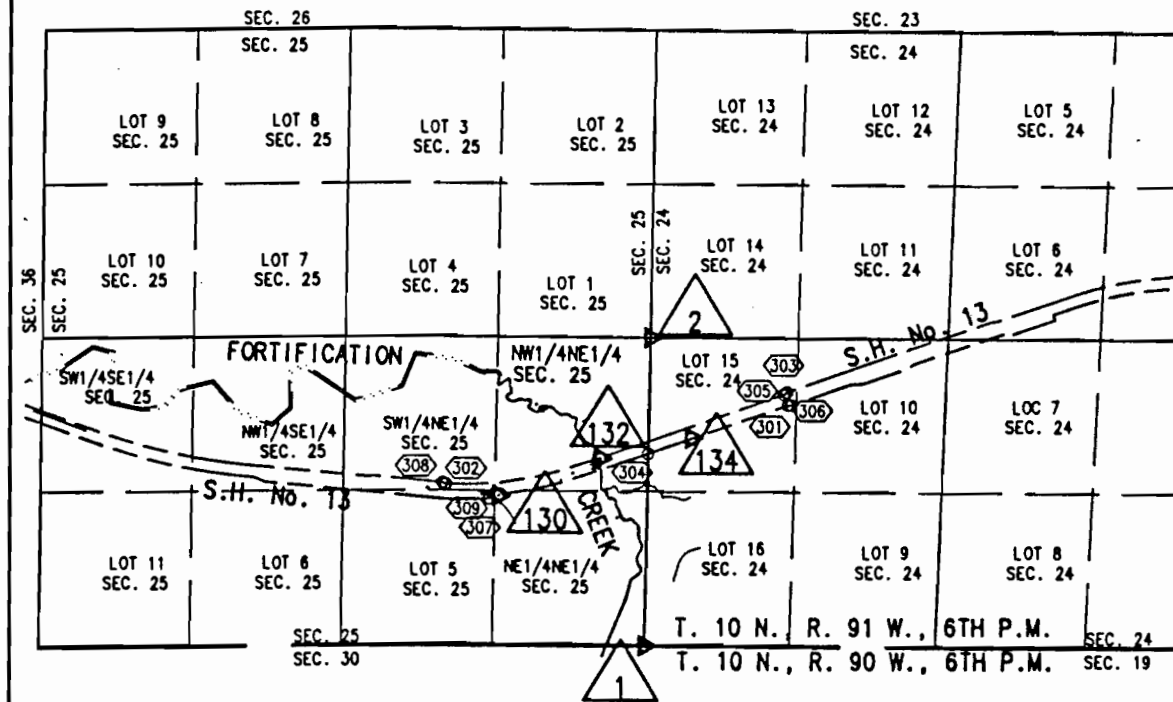 SEC. 26
SEC. 25
SEC. 23
SEC. 24
LOT 9
SEC. 25
LOT 8
SEC. 25
LOT 3
SEC. 25
LOT 2
SEC. 25
LOT 13
SEC. 24
LOT 12
SEC. 24
LOT 5
SEC. 24
SEC. 36
SEC. 25
LOT 10
SEC. 25
LOT 7
SEC. 25
LOT 4
SEC. 25
LOT 1
SEC. 25
SEC. 25
SEC. 24
LOT 14
SEC. 24
LOT 11
SEC. 24
LOT 6
SEC. 24
2
S.H. No. 13
FORTIFICATION
SW1/4SE1/4
SEC. 25
NW1/4SE1/4
SEC. 25
SW1/4NE1/4
SEC. 25
NW1/4NE1/4
SEC. 25
LOT 15
SEC. 24
303
305
306
301
LOT 10
SEC. 24
LOC 7
SEC. 24
132
134
304
308
302
309
307
130
S.H. No. 13
CREEK
LOT 11
SEC. 25
LOT 6
SEC. 25
LOT 5
SEC. 25
NE1/4NE1/4
SEC. 25
LOT 16
SEC. 24
LOT 9
SEC. 24
LOT 8
SEC. 24
T. 10 N., R. 91 W., 6TH P.M.
SEC. 25
SEC. 24
SEC. 30
T. 10 N., R. 90 W., 6TH P.M.
SEC. 19
1